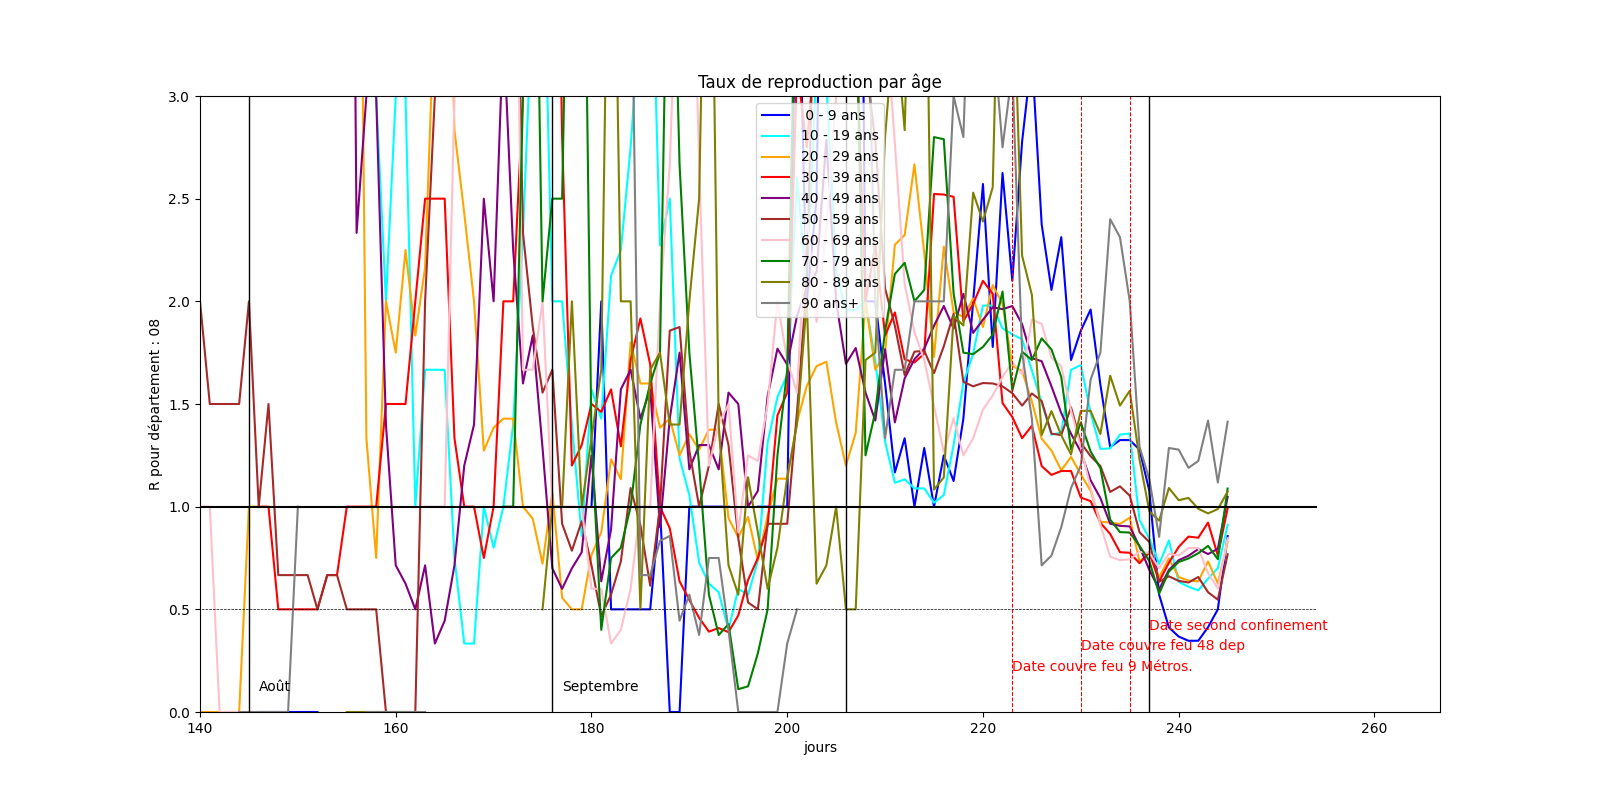 Taux de reproduction par âge
R pour département : 08
3.0
2.5
2.0
1.5
1.0
0.5
0.0
0 - 9 ans
10 - 19 ans
20 - 29 ans
30 - 39 ans
40 - 49 ans
50 - 59 ans
60 - 69 ans
70 - 79 ans
80 - 89 ans
90 ans+
Date second confinement
Date couvre feu 48 dep
Date couvre feu 9 Métros.
Août
Septembre
140 160 180 200 220 240 260
jours